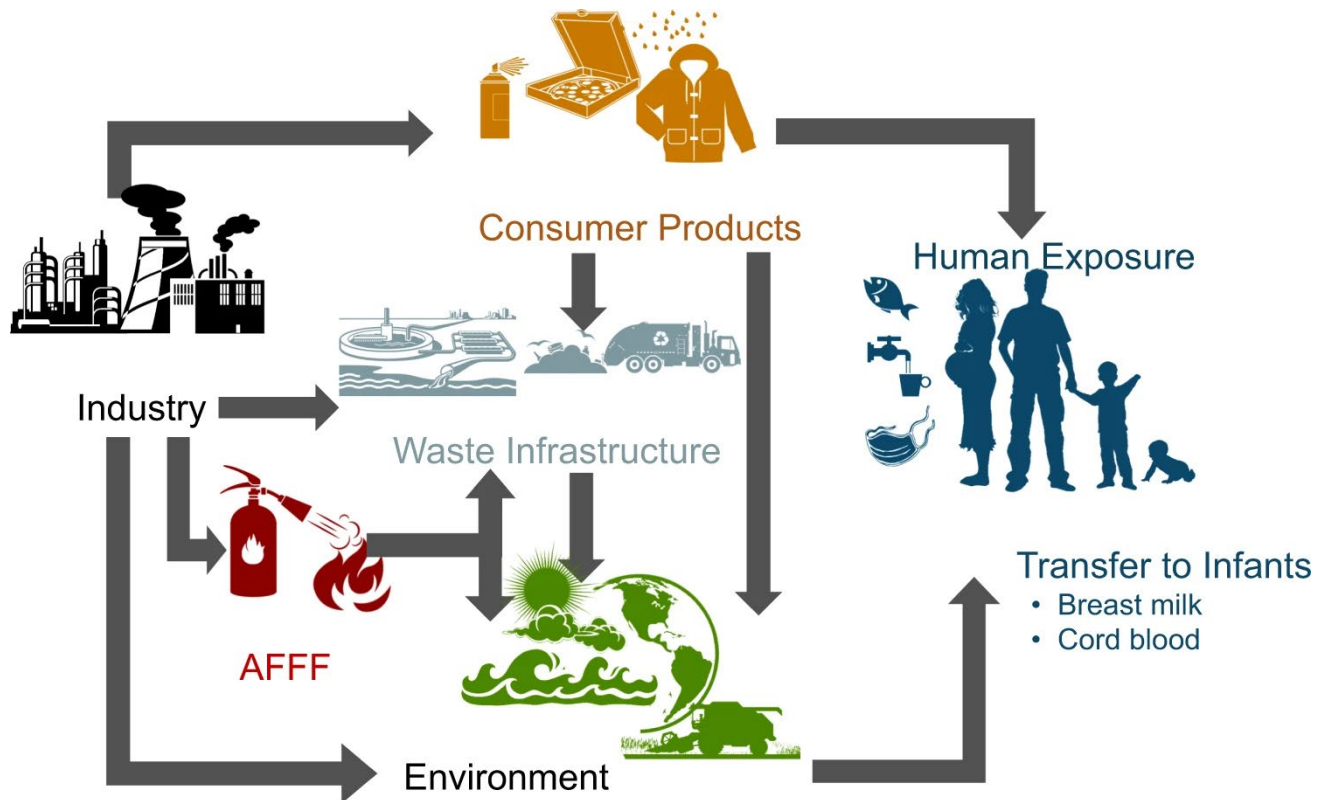 Consumer Products
Human Exposure
Industry
Waste Infrastructure
Transfer to Infants
• Breast milk
• Cord blood
AFFF
Environment